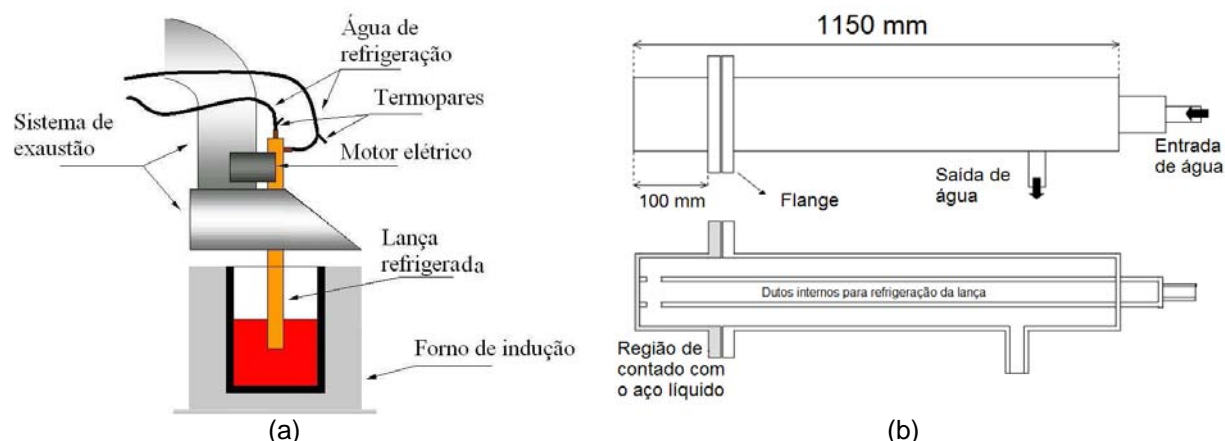 Água de
refrigeração
Termopares
Sistema de
exaustão
Motor elétrico
Lança
refrigerada
Forno de indução
(a)
1150 mm
Entrada
de água
Saída de
água
100 mm
Flange
Dutos internos para refrigeração da lança
Região de
contado com
o aço líquido
(b)